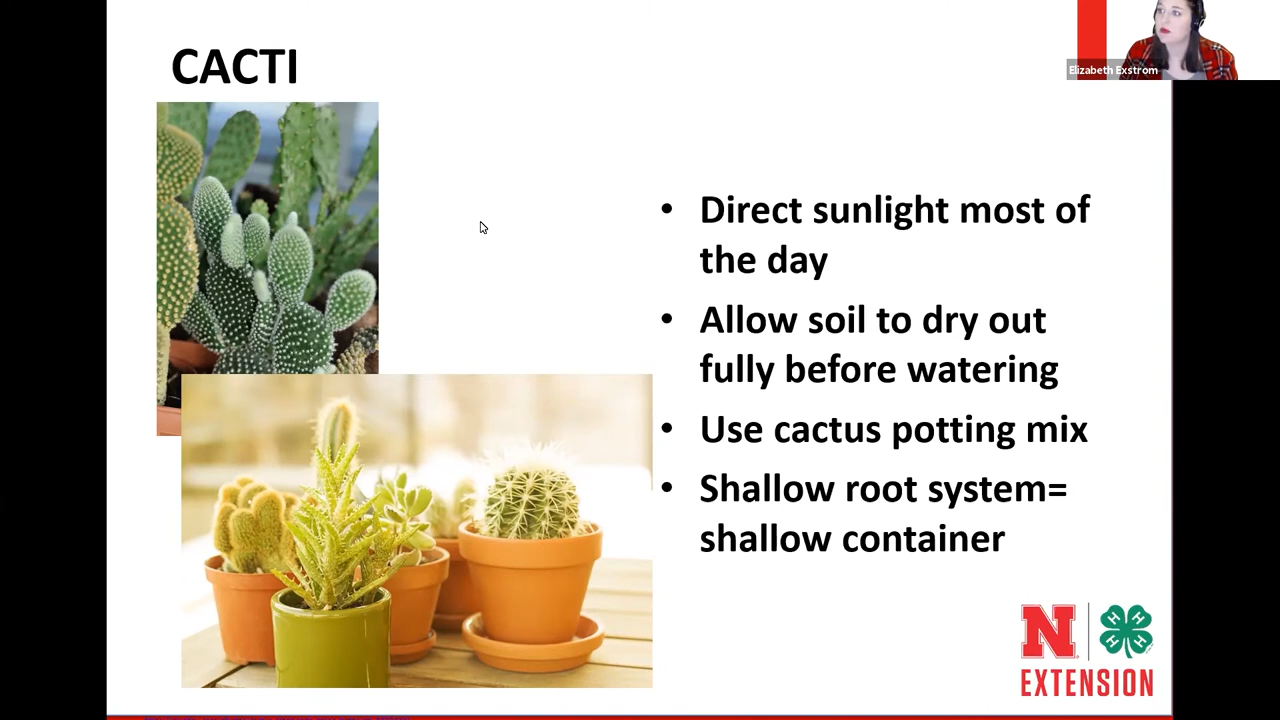 CACTI
Elizabeth Exstrom
• Direct sunlight most of
the day
• Allow soil to dry out
fully before watering
• Use cactus potting mix
• Shallow root system=
shallow container
N
H H H H
EXTENSION